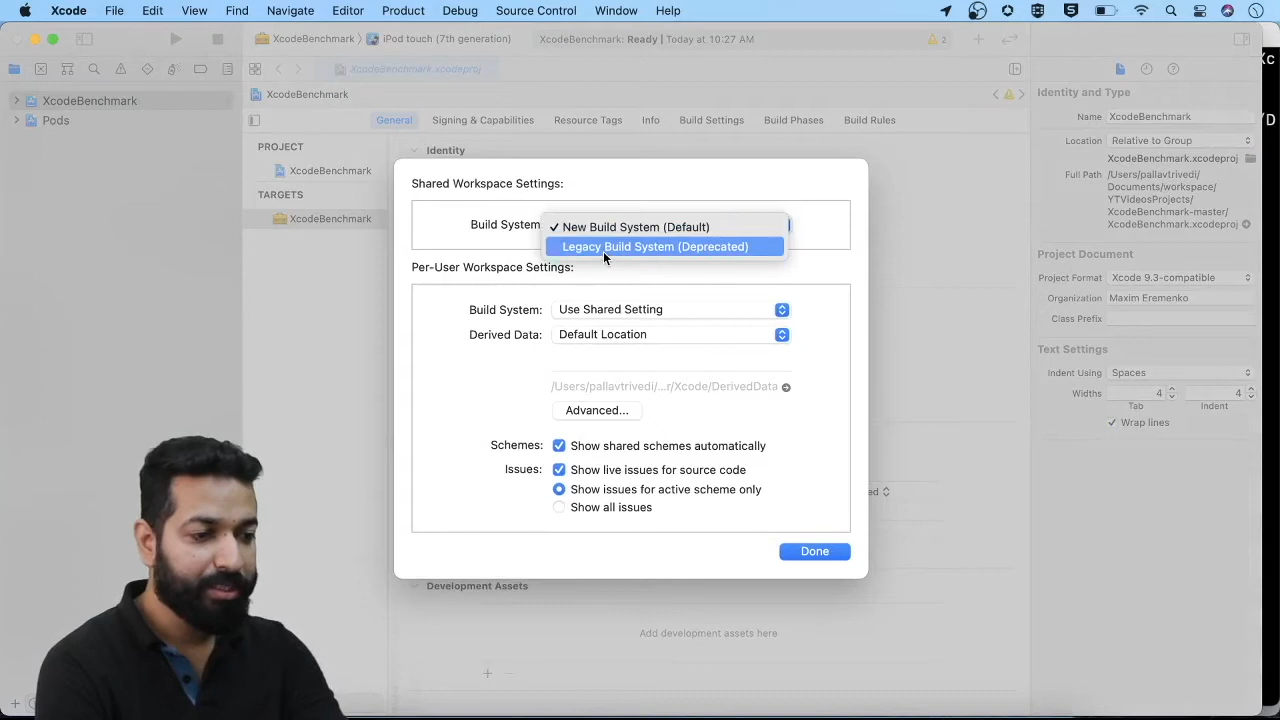 Xcode File Edit View Find Navigate Editor Product Debug Source Control Window Help
XcodeBenchmark iPod touch (7th generation) XcodeBenchmark: Ready | Today at 10:27 AM 2
XcodeBenchmark
Pods
XcodeBenchmark.xcodeproj
XcodeBenchmark
General Signing & Capabilities Resource Tags Info Build Settings Build Phases Build Rules
PROJECT
XcodeBenchmark
TARGETS
XcodeBenchmark
Identity
Shared Workspace Settings:
Build System:
New Build System (Default)
Legacy Build System (Deprecated)
Per-User Workspace Settings:
Build System: Use Shared Setting
Derived Data: Default Location
/Users/pallavtrivedi/...r/Xcode/DerivedData
Advanced...
Schemes: Show shared schemes automatically
Issues: Show live issues for source code
Show issues for active scheme only
Show all issues
Done
Development Assets
Add development assets here
Identity and Type
Name XcodeBenchmark
Location Relative to Group
XcodeBenchmark.xcodeproj
Full Path /Users/pallavtrivedi/
Documents/workspace/
YTVideosProjects/
XcodeBenchmark-master/
XcodeBenchmark.xcodeproj
Project Document
Project Format Xcode 9.3-compatible
Organization Maxim Eremenko
Class Prefix
Text Settings
Indent Using Spaces
Widths 4 4
Tab Indent
Wrap lines